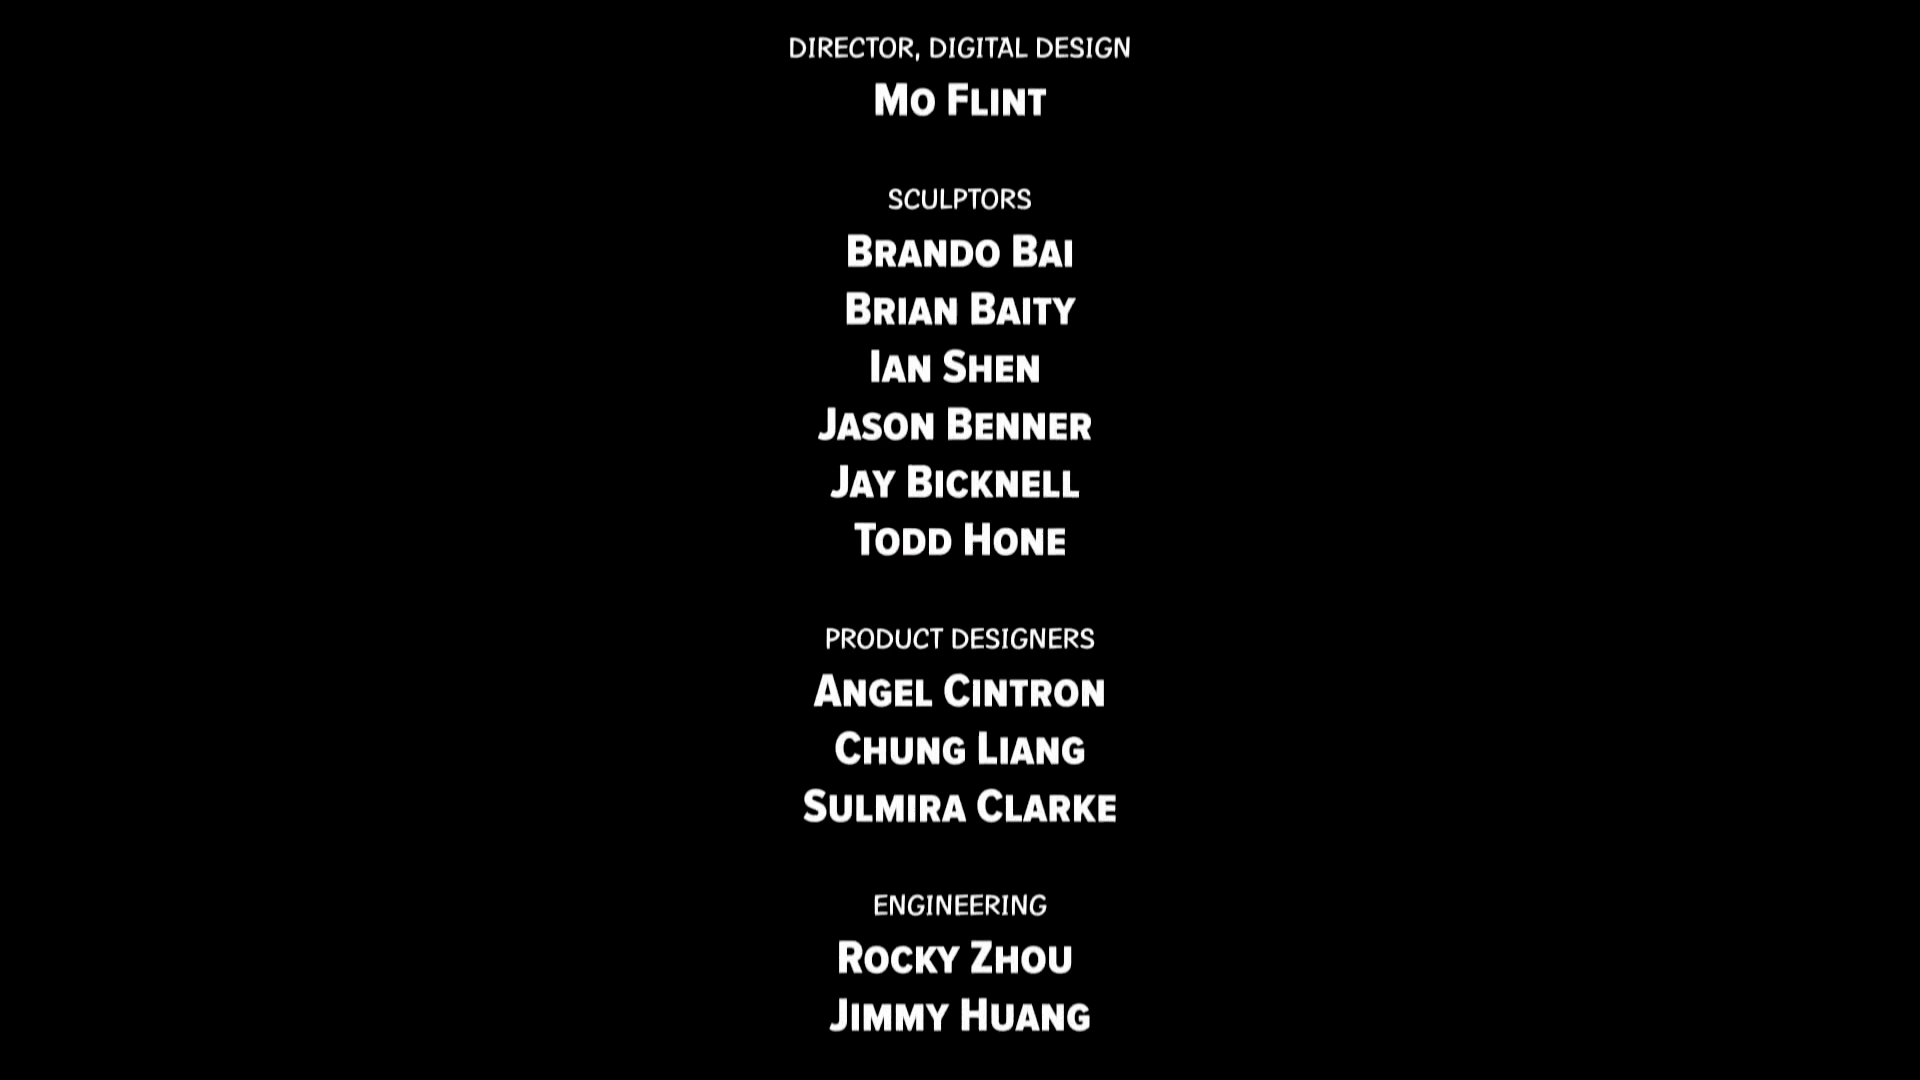 DIRECTOR, DIGITAL DESIGN
MO FLINT
SCULPTORS
BRANDO BAI
BRIAN BAITY
IAN SHEN
JASON BENNER
JAY BICKNELL
TODD HONE
PRODUCT DESIGNERS
ANGEL CINTRON
CHUNG LIANG
SULMIRA CLARKE
ENGINEERING
ROCKY ZHOU
JIMMY HUANG